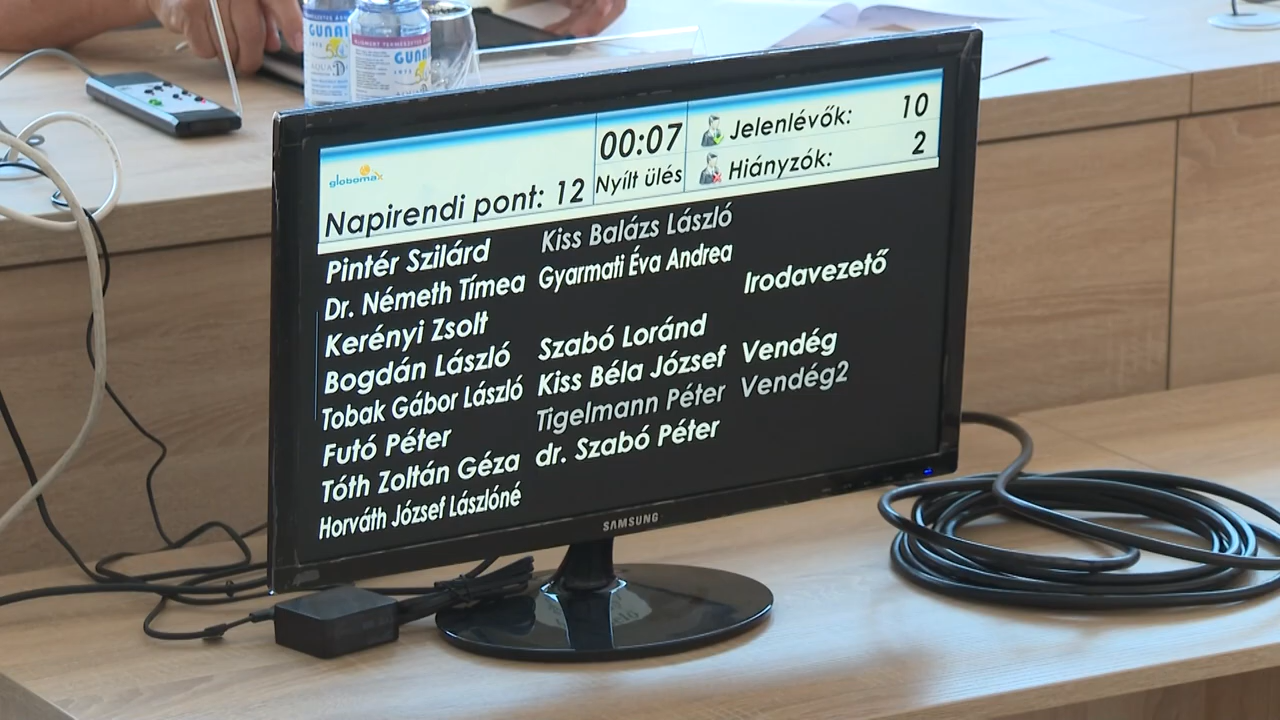 GUNA
GUNA
globomax
Napirendi pont: 12
00:07
Nyílt ülés
Jelenlévők: 10
Hiányzók: 2
Pintér Szilárd
Dr. Németh Tímea
Kerényi Zsolt
Bogdán László
Tobak Gábor László
Futó Péter
Tóth Zoltán Géza
Horváth József Lászlóné
Kiss Balázs László
Gyarmati Éva Andrea
Szabó Loránd
Kiss Béla József
Tigelmann Péter
dr. Szabó Péter
Irodavezető
Vendég
Vendég2
SAMSUNG